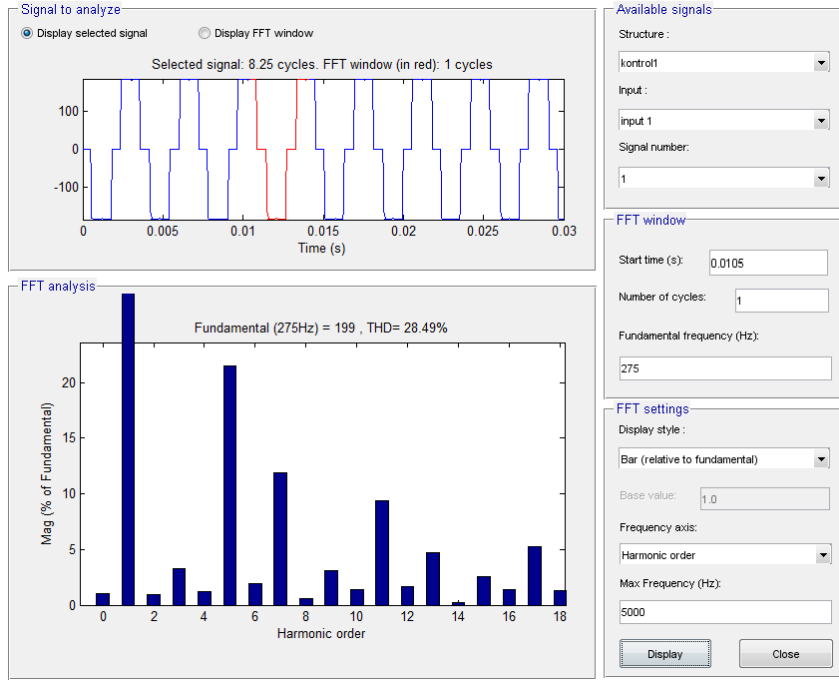 Signal to analyze
Display selected signal
Display FFT window
Selected signal: 8.25 cycles. FFT window (in red): 1 cycles
100
0
-100
0
0.005
0.01
0.015
0.02
0.025
0.03
Time (s)
FFT analysis
Fundamental (275Hz) = 199 , THD= 28.49%
Mag (% of Fundamental)
20
15
10
5
0
0
2
4
6
8
10
12
14
16
18
Harmonic order
Available signals
Structure :
kontrol1
Input :
input 1
Signal number:
1
FFT window
Start time (s):
0.0105
Number of cycles:
1
Fundamental frequency (Hz):
275
FFT settings
Display style :
Bar (relative to fundamental)
Base value:
1.0
Frequency axis:
Harmonic order
Max Frequency (Hz):
5000
Display
Close